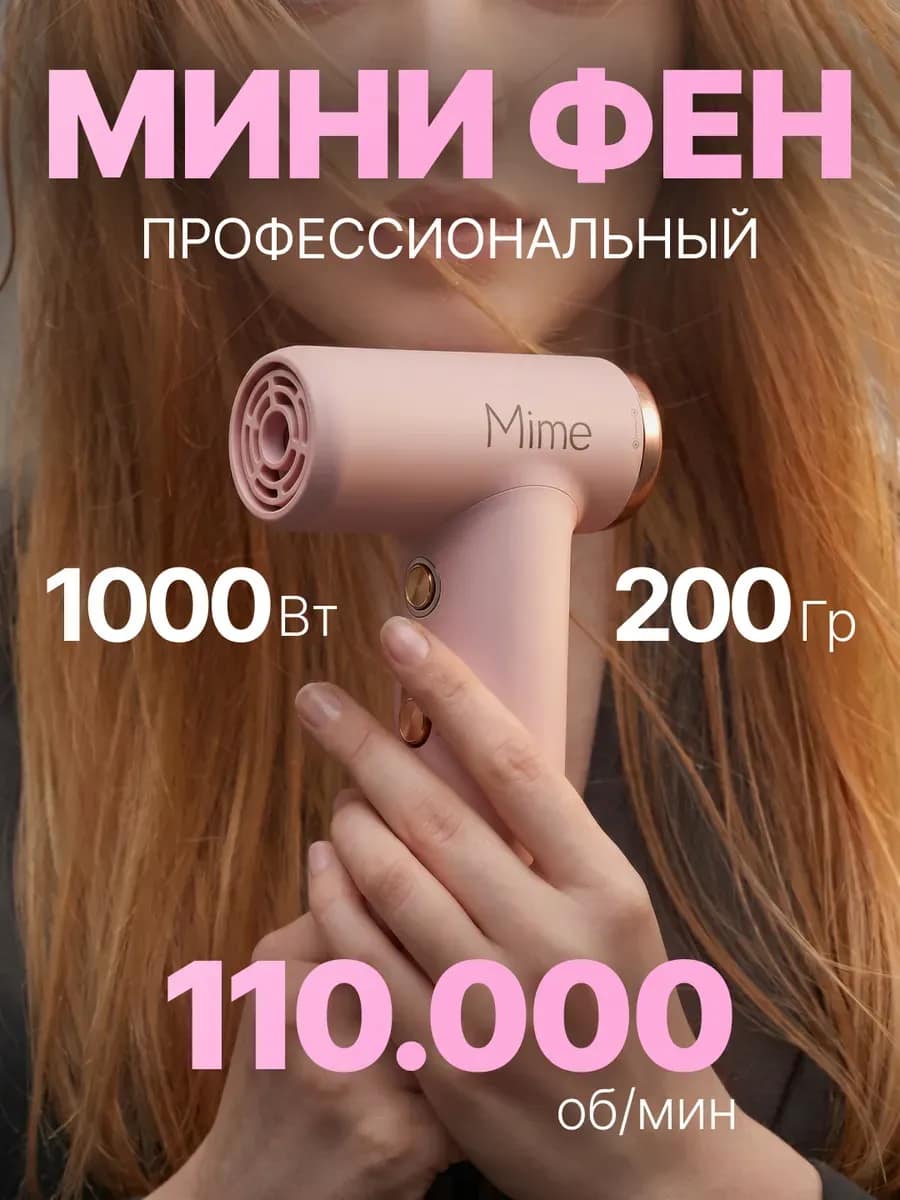 МИНИ ФЕН
ПРОФЕССИОНАЛЬНЫЙ
Mime
1000 Вт
200 Гр
110.000
об/мин